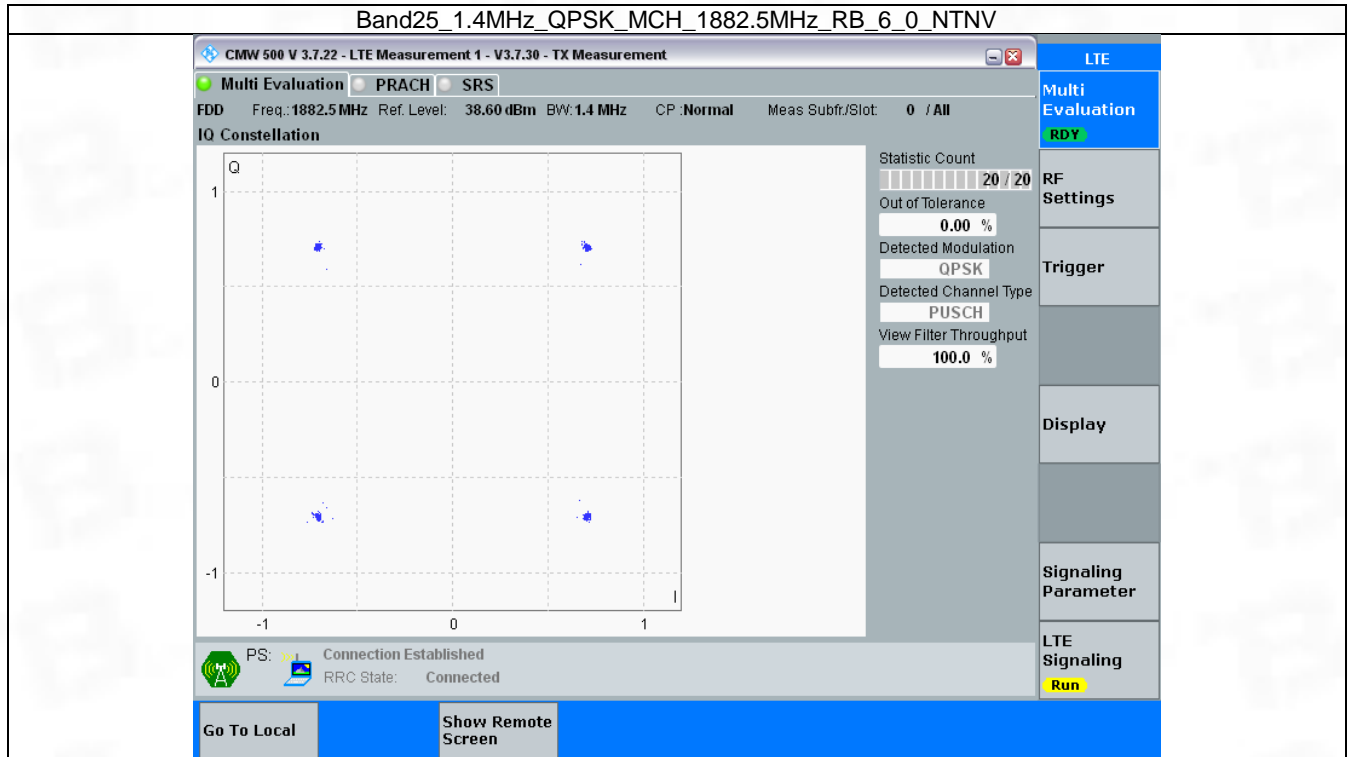 Band25_1.4MHz_QPSK_MCH_1882.5MHz_RB_6_0_NTNV
CMW 500 V 3.7.22 - LTE Measurement 1 - V3.7.30 - TX Measurement
LTE
Multi Evaluation PRACH SRS
FDD Freq.:1882.5 MHz Ref. Level: 38.60 dBm BW:1.4 MHz CP :Normal Meas Subfr./Slot: 0 / All
IQ Constellation
Q
1
0
-1
I
-1 0 1
Statistic Count
20 / 20
Out of Tolerance
0.00 %
Detected Modulation
QPSK
Detected Channel Type
PUSCH
View Filter Throughput
100.0 %
Multi
Evaluation
RDY
RF
Settings
Trigger
Display
Signaling
Parameter
LTE
Signaling
Run
PS: Connection Established
RRC State: Connected
Go To Local
Show Remote
Screen